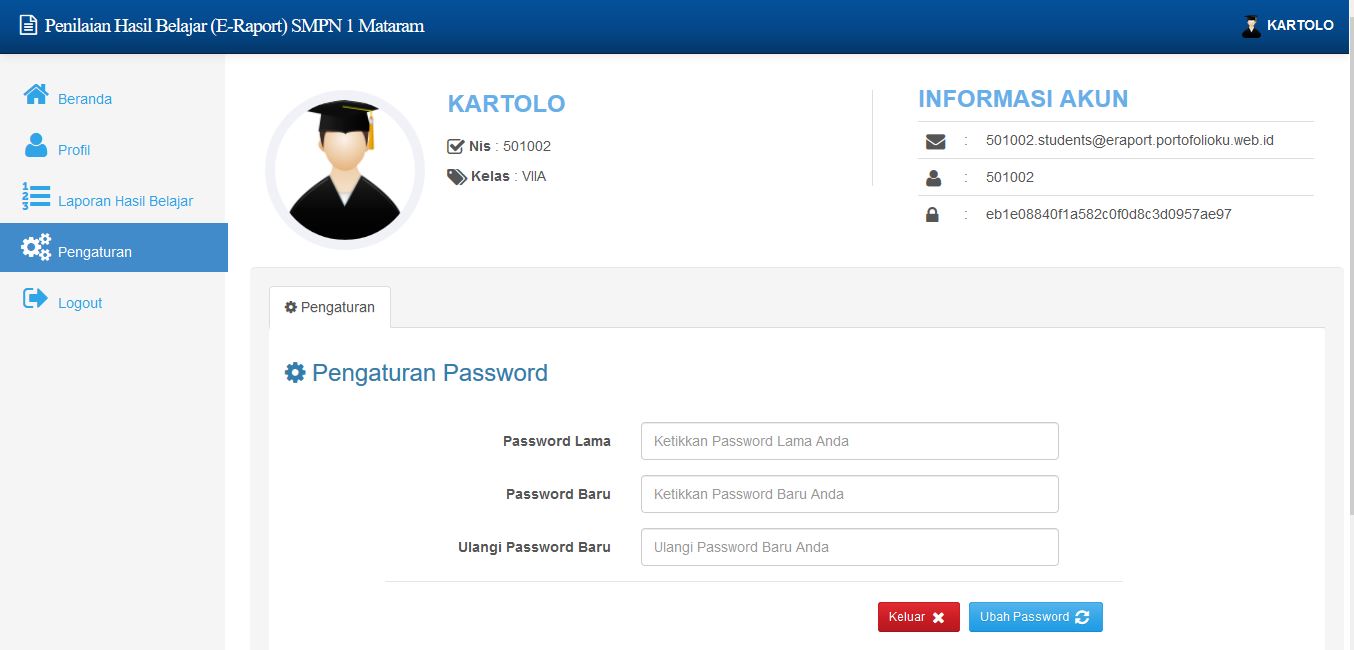 Penilaian Hasil Belajar (E-Raport) SMPN 1 Mataram
KARTOLO
Beranda
Profil
Laporan Hasil Belajar
Pengaturan
Logout
KARTOLO
Nis : 501002
Kelas : VIIA
INFORMASI AKUN
: 501002.students@eraport.portofolioku.web.id
: 501002
: eb1e08840f1a582c0f0d8c3d0957ae97
Pengaturan
Pengaturan Password
Password Lama
Ketikkan Password Lama Anda
Password Baru
Ketikkan Password Baru Anda
Ulangi Password Baru
Ulangi Password Baru Anda
Keluar
Ubah Password